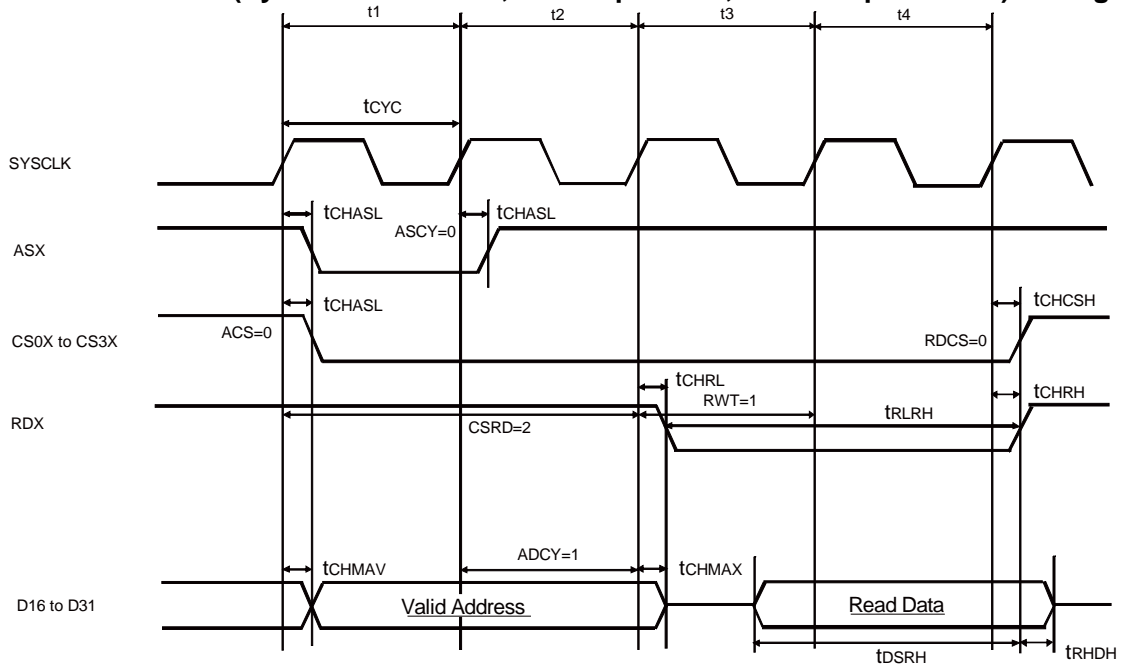 t1 t2 t3 t4
tCYC
SYSCLK
tCHASL tCHASL
ASCY=0
ASX
tCHASL tCHCSH
ACS=0 RDCS=0
CS0X to CS3X
tCHRL tCHRH
RWT=1
tRLRH
RDX
CSRD=2
ADCY=1
tCHMAV tCHMAX
D16 to D31 Valid Address Read Data
tDSRH tRHDH